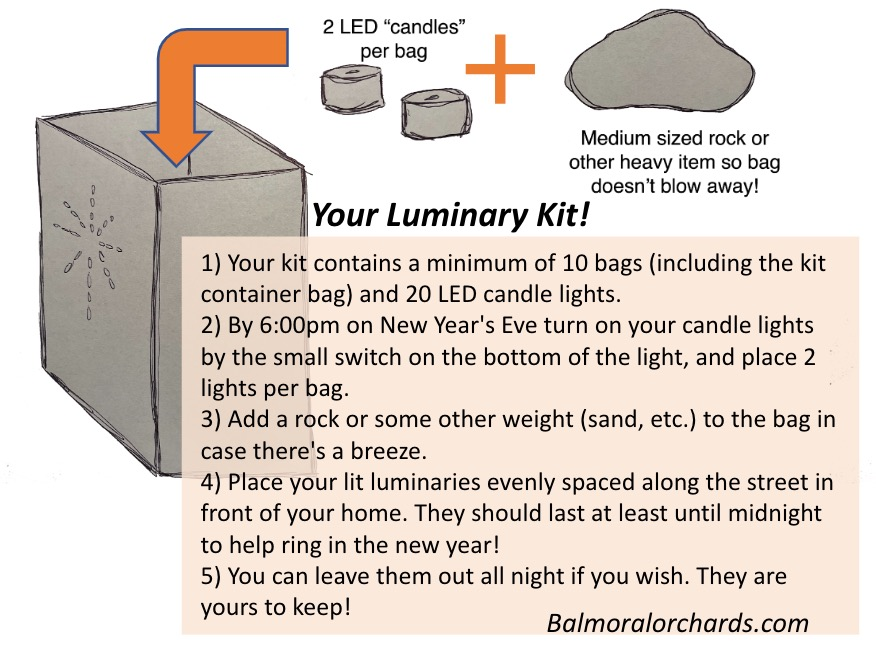 2 LED “candles”
per bag
Medium sized rock or
other heavy item so bag
doesn’t blow away!
Your Luminary Kit!
1) Your kit contains a minimum of 10 bags (including the kit
container bag) and 20 LED candle lights.
2) By 6:00pm on New Year's Eve turn on your candle lights
by the small switch on the bottom of the light, and place 2
lights per bag.
3) Add a rock or some other weight (sand, etc.) to the bag in
case there's a breeze.
4) Place your lit luminaries evenly spaced along the street in
front of your home. They should last at least until midnight
to help ring in the new year!
5) You can leave them out all night if you wish. They are
yours to keep!
Balmoralorchards.com